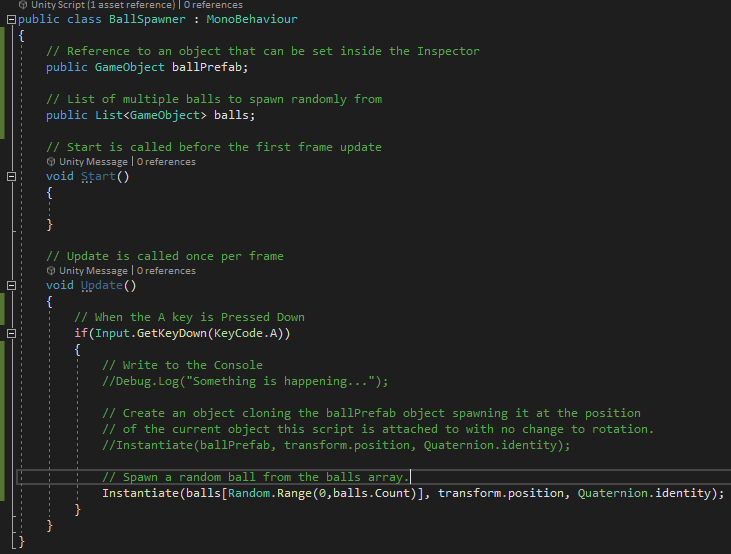 Unity Script (1 asset reference) | 0 references
public class BallSpawner : MonoBehaviour
{
// Reference to an object that can be set inside the Inspector
public GameObject ballPrefab;
// List of multiple balls to spawn randomly from
public List<GameObject> balls;
// Start is called before the first frame update
Unity Message | 0 references
void Start()
{
}
// Update is called once per frame
Unity Message | 0 references
void Update()
{
// When the A key is Pressed Down
if(Input.GetKeyDown(KeyCode.A))
{
// Write to the Console
//Debug.Log("Something is happening...");
// Create an object cloning the ballPrefab object spawning it at the position
// of the current object this script is attached to with no change to rotation.
//Instantiate(ballPrefab, transform.position, Quaternion.identity);
// Spawn a random ball from the balls array.
Instantiate(balls[Random.Range(0,balls.Count)], transform.position, Quaternion.identity);
}
}
}